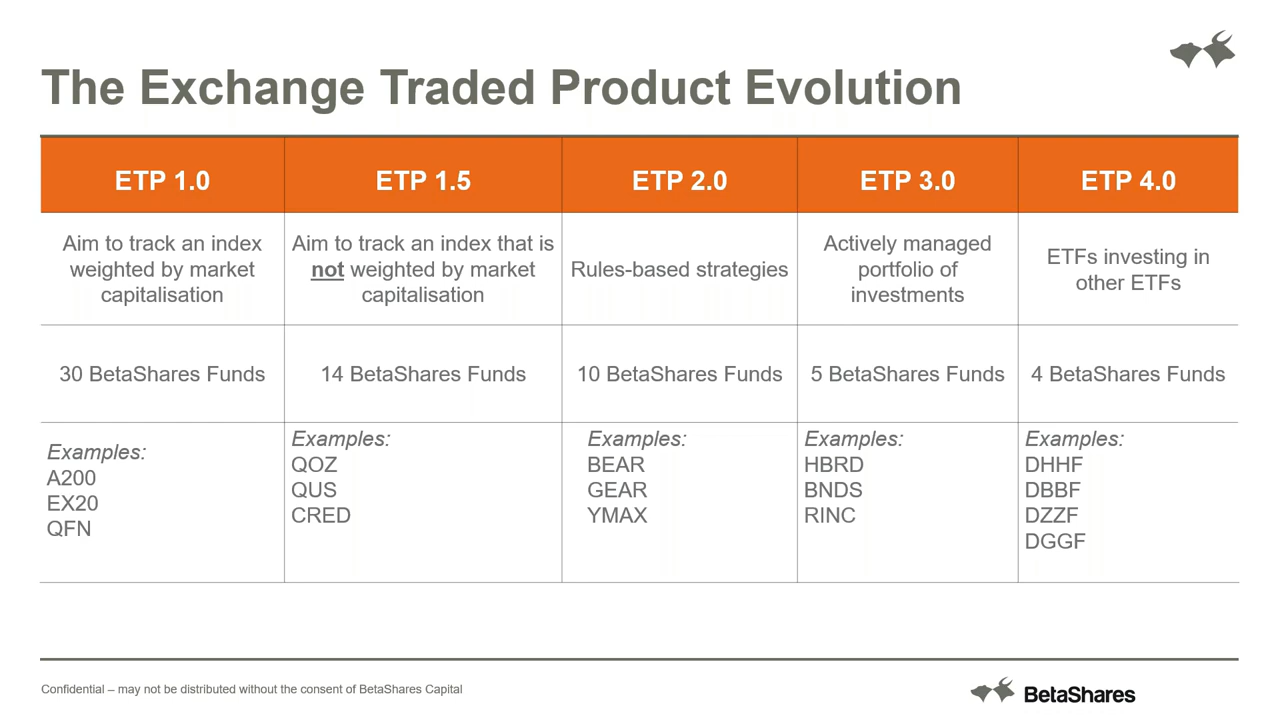 The Exchange Traded Product Evolution
ETP 1.0
ETP 1.5
ETP 2.0
ETP 3.0
ETP 4.0
Aim to track an index
weighted by market
capitalisation
Aim to track an index that is
not weighted by market
capitalisation
Rules-based strategies
Actively managed
portfolio of
investments
ETFs investing in
other ETFs
30 BetaShares Funds
14 BetaShares Funds
10 BetaShares Funds
5 BetaShares Funds
4 BetaShares Funds
Examples:
A200
EX20
QFN
Examples:
QOZ
QUS
CRED
Examples:
BEAR
GEAR
YMAX
Examples:
HBRD
BNDS
RINC
Examples:
DHHF
DBBF
DZZF
DGGF
Confidential – may not be distributed without the consent of BetaShares Capital
BetaShares